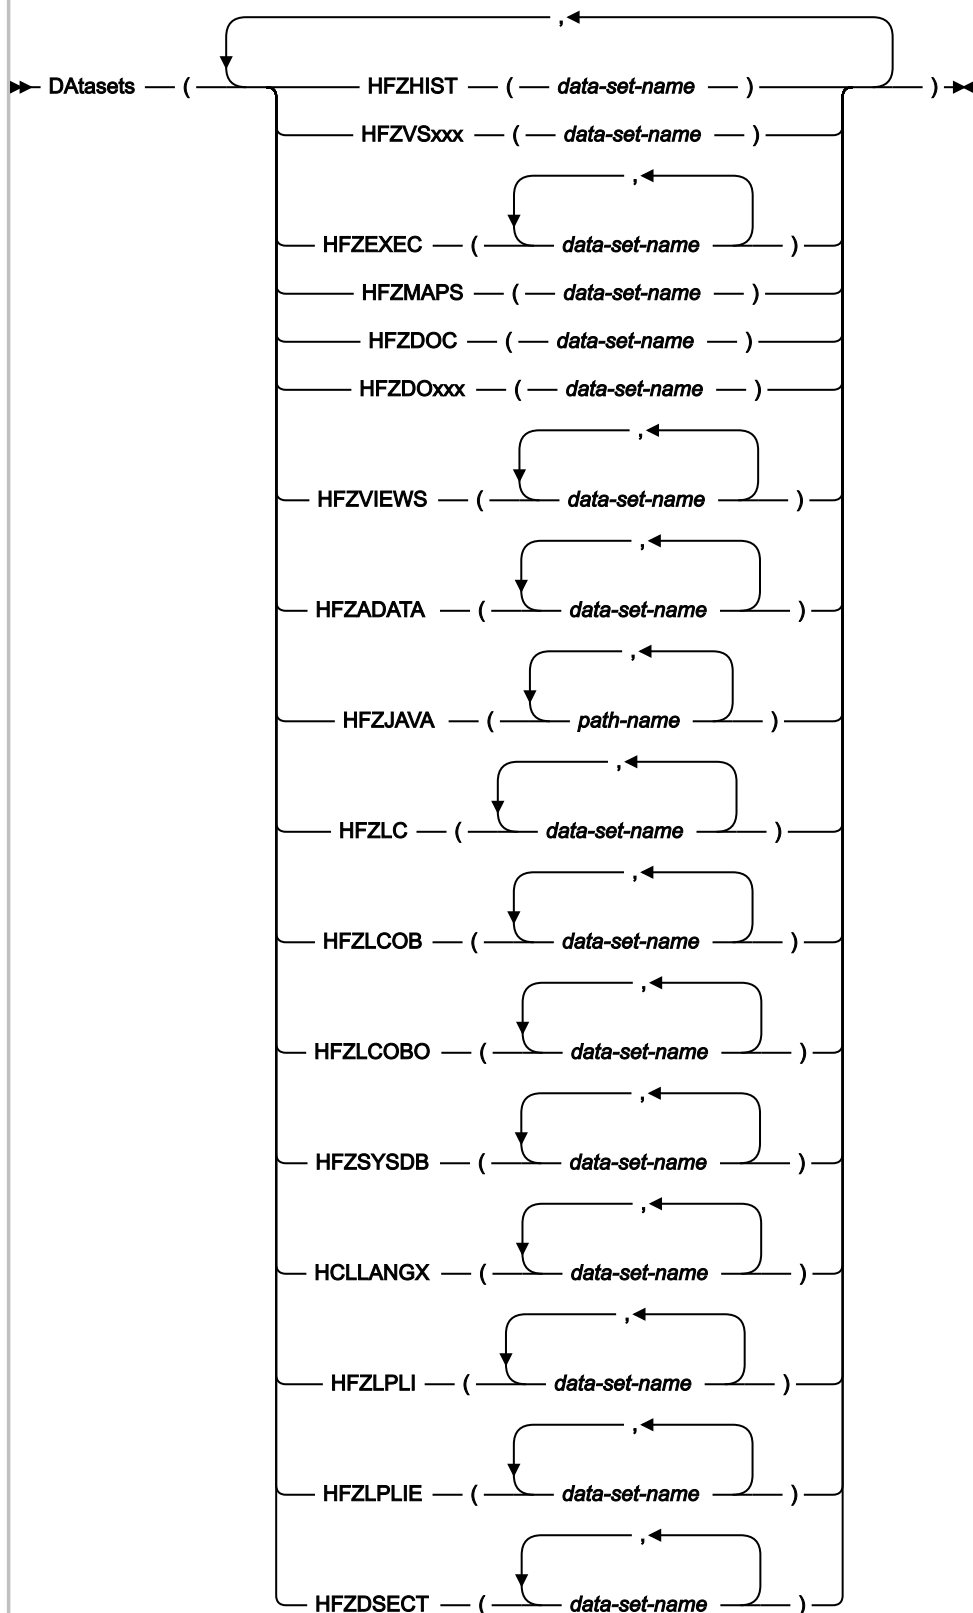 ,
DAtasets ( HFZHIST ( data-set-name ) )
HFZVSxxx ( data-set-name )
,
HFZEXEC ( data-set-name )
HFZMAPS ( data-set-name )
HFZDOC ( data-set-name )
HFZDOxxx ( data-set-name )
,
HFZVIEWS ( data-set-name )
,
HFZADATA ( data-set-name )
,
HFZJAVA ( path-name )
,
HFZLC ( data-set-name )
,
HFZLCOB ( data-set-name )
,
HFZLCOBO ( data-set-name )
,
HFZSYSDB ( data-set-name )
,
HCLLANGX ( data-set-name )
,
HFZLPLI ( data-set-name )
,
HFZLPLIE ( data-set-name )
,
HFZDSECT ( data-set-name )